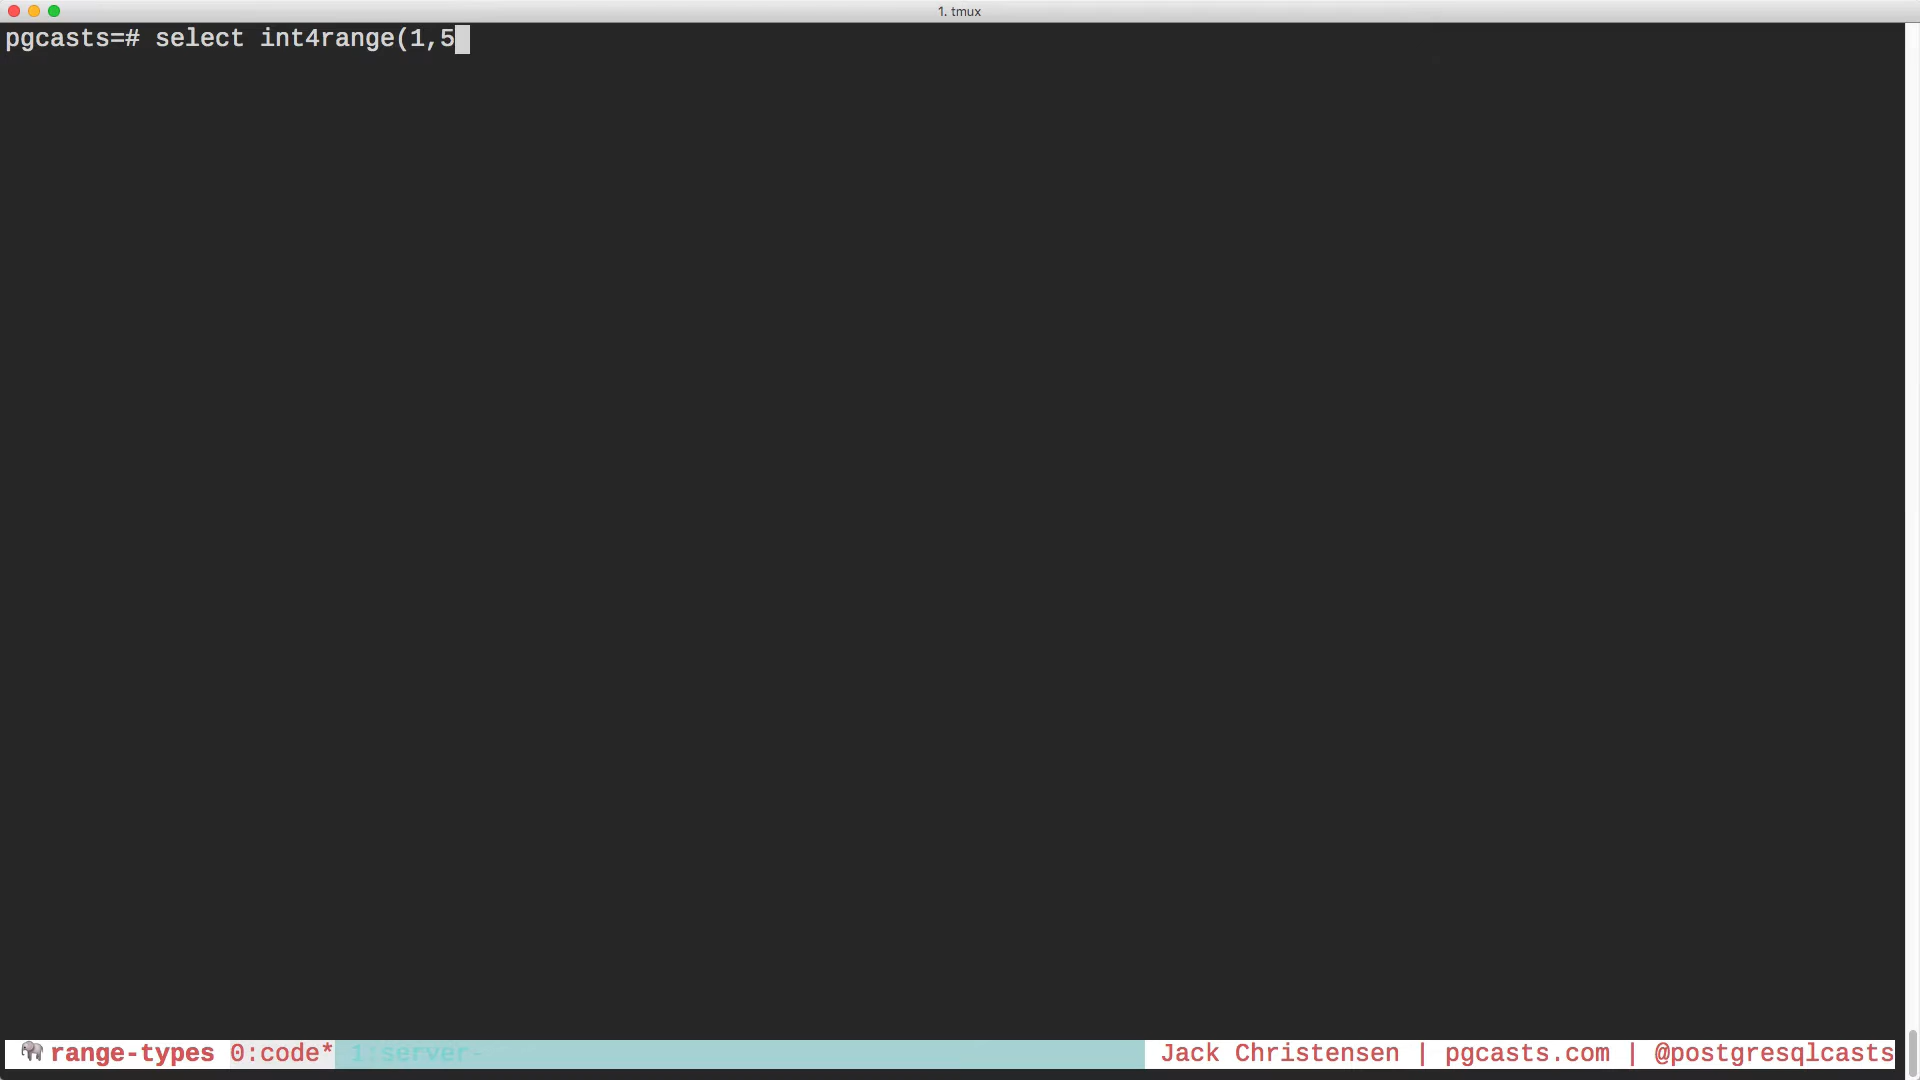 1. tmux
pgcasts=# select int4range(1,5
range-types 0:code* 1:server- Jack Christensen | pgcasts.com | @postgresqlcasts